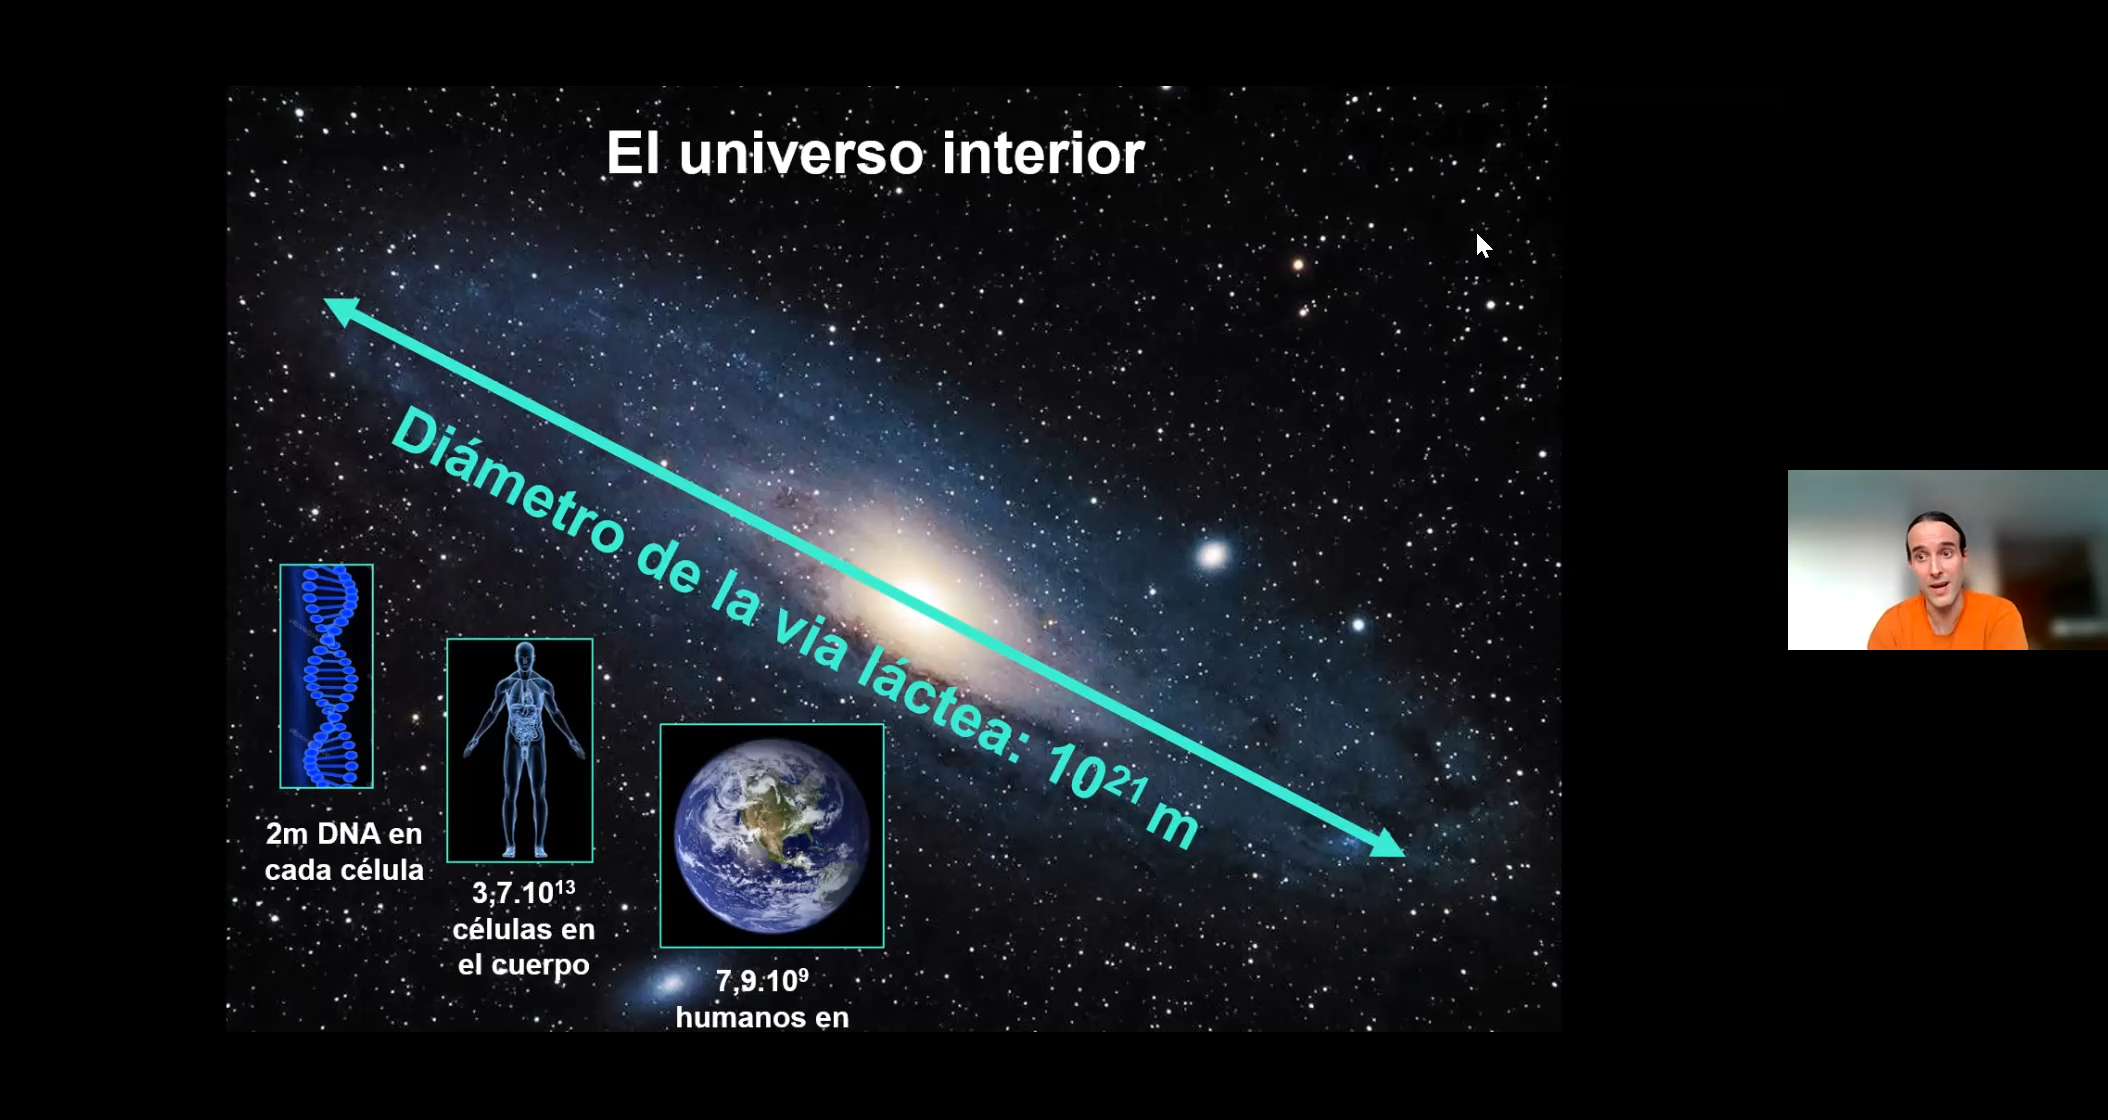 El universo interior
Diámetro de la via láctea: 10²¹ m
2m DNA en
cada célula
3,7.10¹³
células en
el cuerpo
7,9.10⁹
humanos en